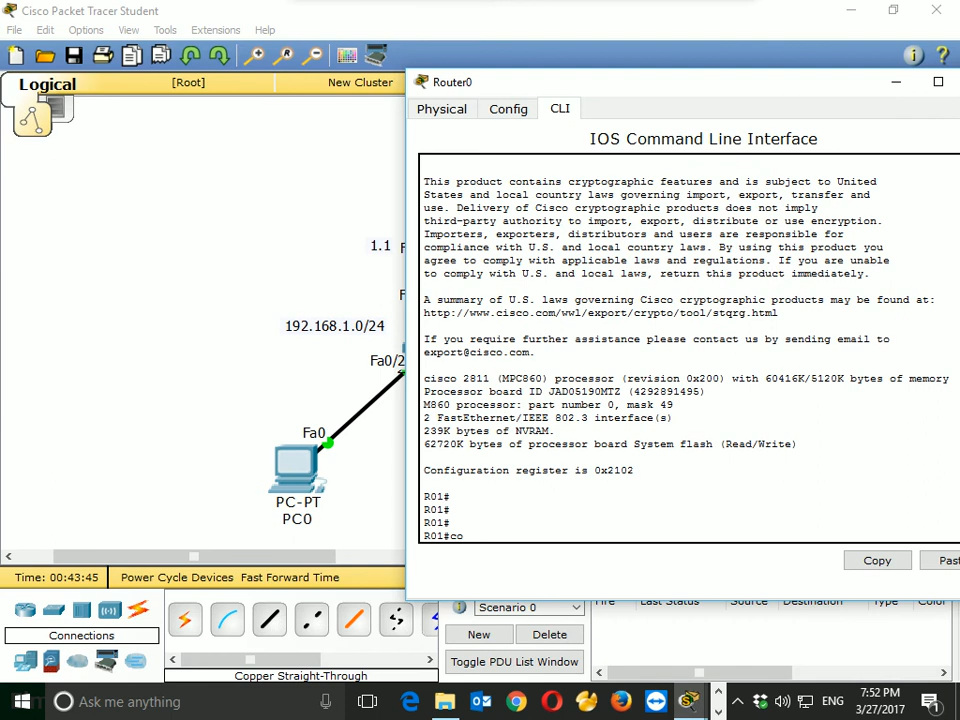 Cisco Packet Tracer Student
File Edit Options View Tools Extensions Help
Logical
[Root]
New Cluster
1.1
192.168.1.0/24
Fa0/2
Fa0
PC-PT
PC0
Router0
Physical Config CLI
IOS Command Line Interface
This product contains cryptographic features and is subject to United
States and local country laws governing import, export, transfer and
use. Delivery of Cisco cryptographic products does not imply
third-party authority to import, export, distribute or use encryption.
Importers, exporters, distributors and users are responsible for
compliance with U.S. and local country laws. By using this product you
agree to comply with applicable laws and regulations. If you are unable
to comply with U.S. and local laws, return this product immediately.
A summary of U.S. laws governing Cisco cryptographic products may be found at:
http://www.cisco.com/wwl/export/crypto/tool/stqrg.html
If you require further assistance please contact us by sending email to
export@cisco.com.
cisco 2811 (MPC860) processor (revision 0x200) with 60416K/5120K bytes of memory
Processor board ID JAD05190MTZ (4292891495)
M860 processor: part number 0, mask 49
2 FastEthernet/IEEE 802.3 interface(s)
239K bytes of NVRAM.
62720K bytes of processor board System flash (Read/Write)
Configuration register is 0x2102
R01#
R01#
R01#
R01#co
Copy
Past
Time: 00:43:45 Power Cycle Devices Fast Forward Time
Connections
Copper Straight-Through
Scenario 0
New Delete
Toggle PDU List Window
Fire Last Status Source Destination Type Color
Ask me anything
ENG
7:52 PM
3/27/2017
1